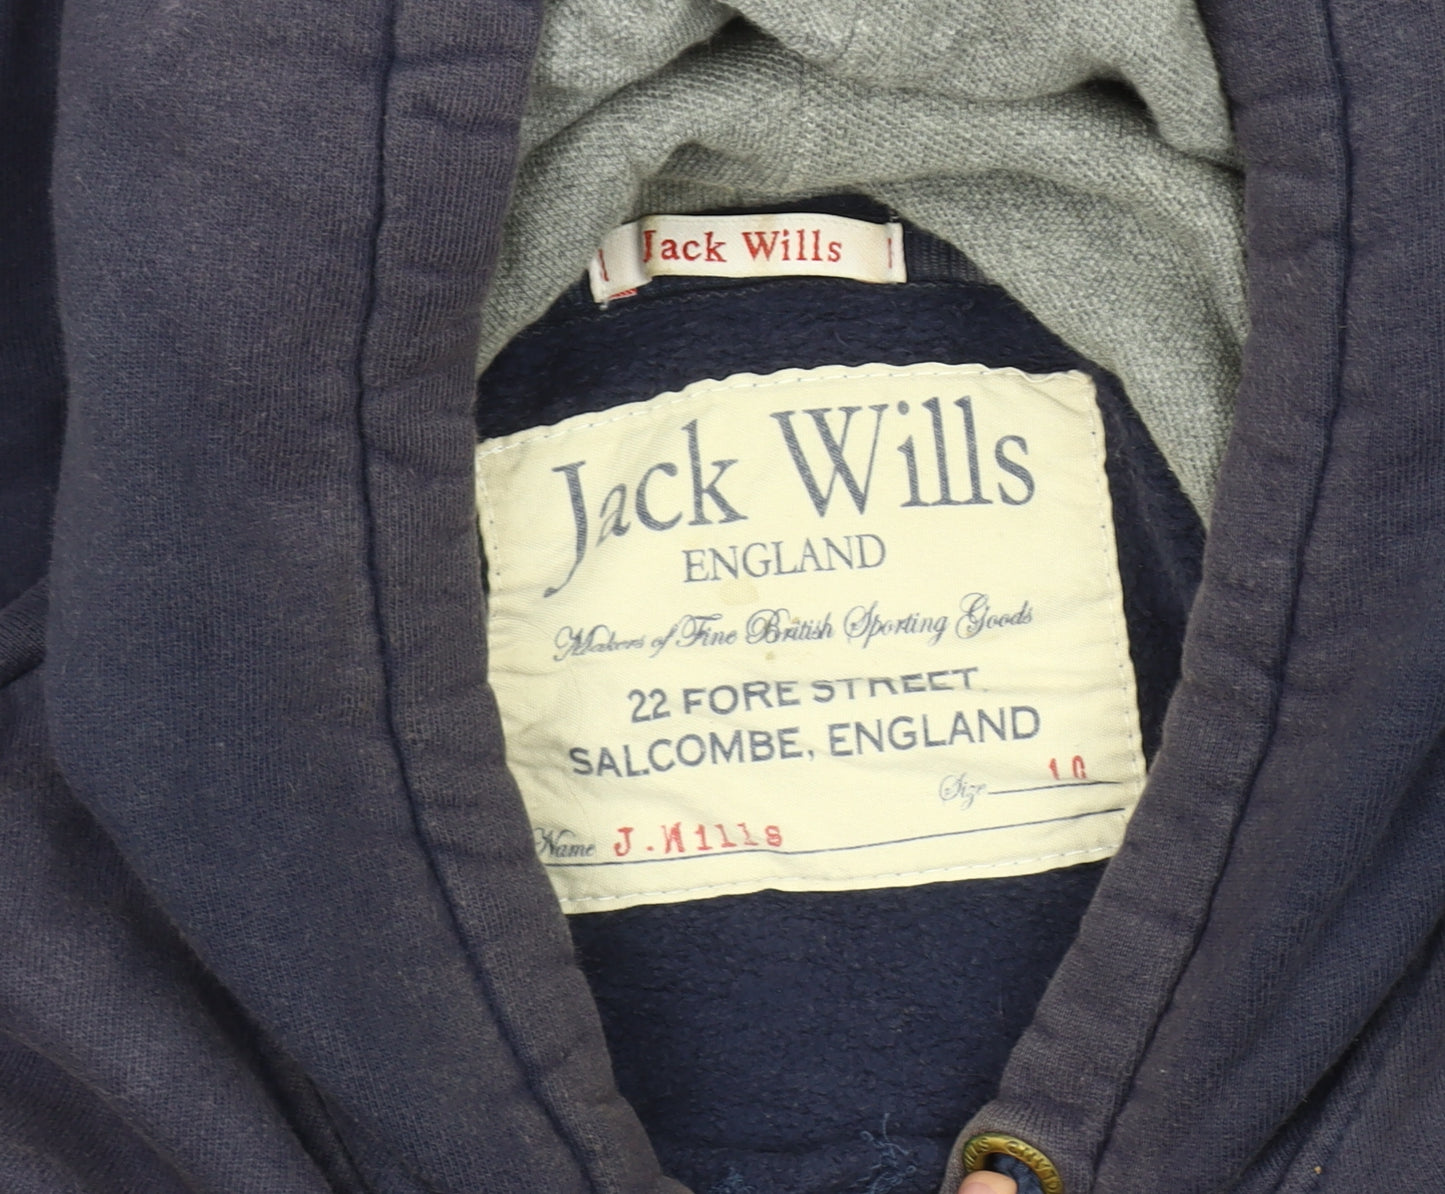 Jack Wills
Jack Wills
ENGLAND
Makers of Fine British Sporting Goods
22 FORE STREET.
SALCOMBE, ENGLAND
Size 10
Name J.Wills